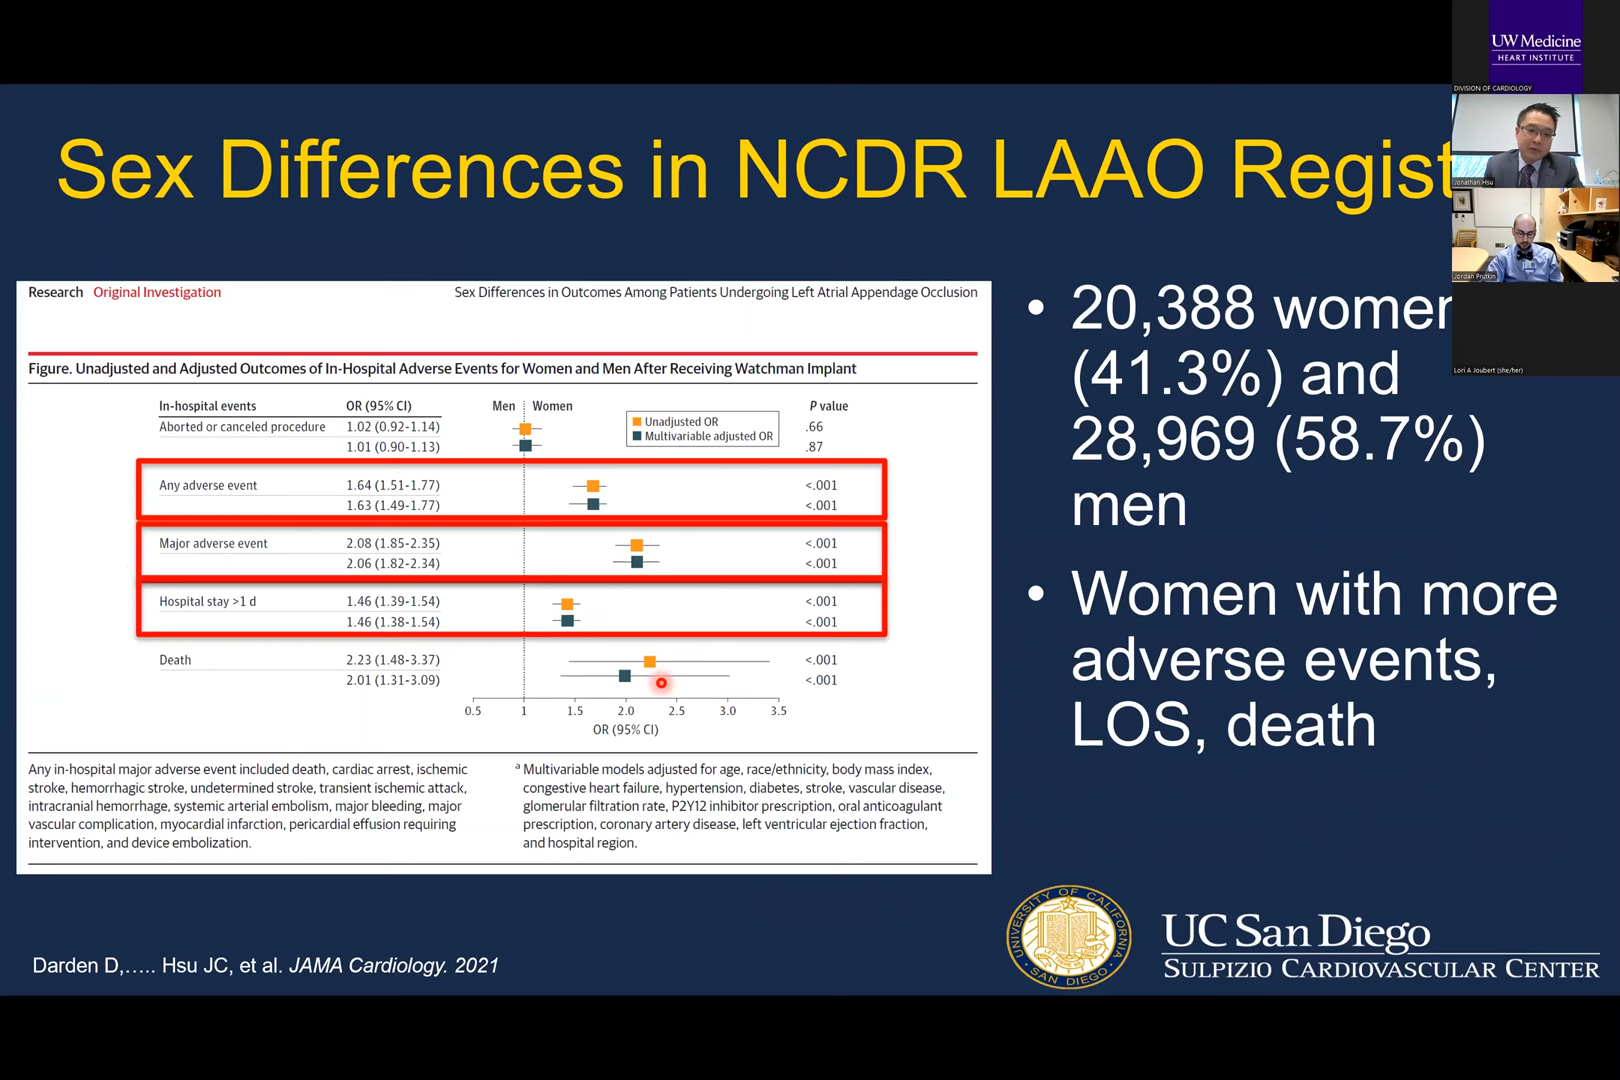 UW Medicine
HEART INSTITUTE
DIVISION OF CARDIOLOGY
Jonathan Hsu
Jordan Prutkin
Lori A Joubert (she/her)
Sex Differences in NCDR LAAO Regist
Research Original Investigation
Sex Differences in Outcomes Among Patients Undergoing Left Atrial Appendage Occlusion
Figure. Unadjusted and Adjusted Outcomes of In-Hospital Adverse Events for Women and Men After Receiving Watchman Implant
In-hospital events OR (95% CI) Men Women P value
Unadjusted OR
Multivariable adjusted OR
Aborted or canceled procedure 1.02 (0.92-1.14) .66
1.01 (0.90-1.13) .87
Any adverse event 1.64 (1.51-1.77) <.001
1.63 (1.49-1.77) <.001
Major adverse event 2.08 (1.85-2.35) <.001
2.06 (1.82-2.34) <.001
Hospital stay >1 d 1.46 (1.39-1.54) <.001
1.46 (1.38-1.54) <.001
Death 2.23 (1.48-3.37) <.001
2.01 (1.31-3.09) <.001
0.5 1 1.5 2.0 2.5 3.0 3.5
OR (95% CI)
Any in-hospital major adverse event included death, cardiac arrest, ischemic
stroke, hemorrhagic stroke, undetermined stroke, transient ischemic attack,
intracranial hemorrhage, systemic arterial embolism, major bleeding, major
vascular complication, myocardial infarction, pericardial effusion requiring
intervention, and device embolization.
a Multivariable models adjusted for age, race/ethnicity, body mass index,
congestive heart failure, hypertension, diabetes, stroke, vascular disease,
glomerular filtration rate, P2Y12 inhibitor prescription, oral anticoagulant
prescription, coronary artery disease, left ventricular ejection fraction,
and hospital region.
• 20,388 women
(41.3%) and
28,969 (58.7%)
men
• Women with more
adverse events,
LOS, death
Darden D,..... Hsu JC, et al. JAMA Cardiology. 2021
UNIVERSITY OF CALIFORNIA
SAN DIEGO
UC San Diego
SULPIZIO CARDIOVASCULAR CENTER